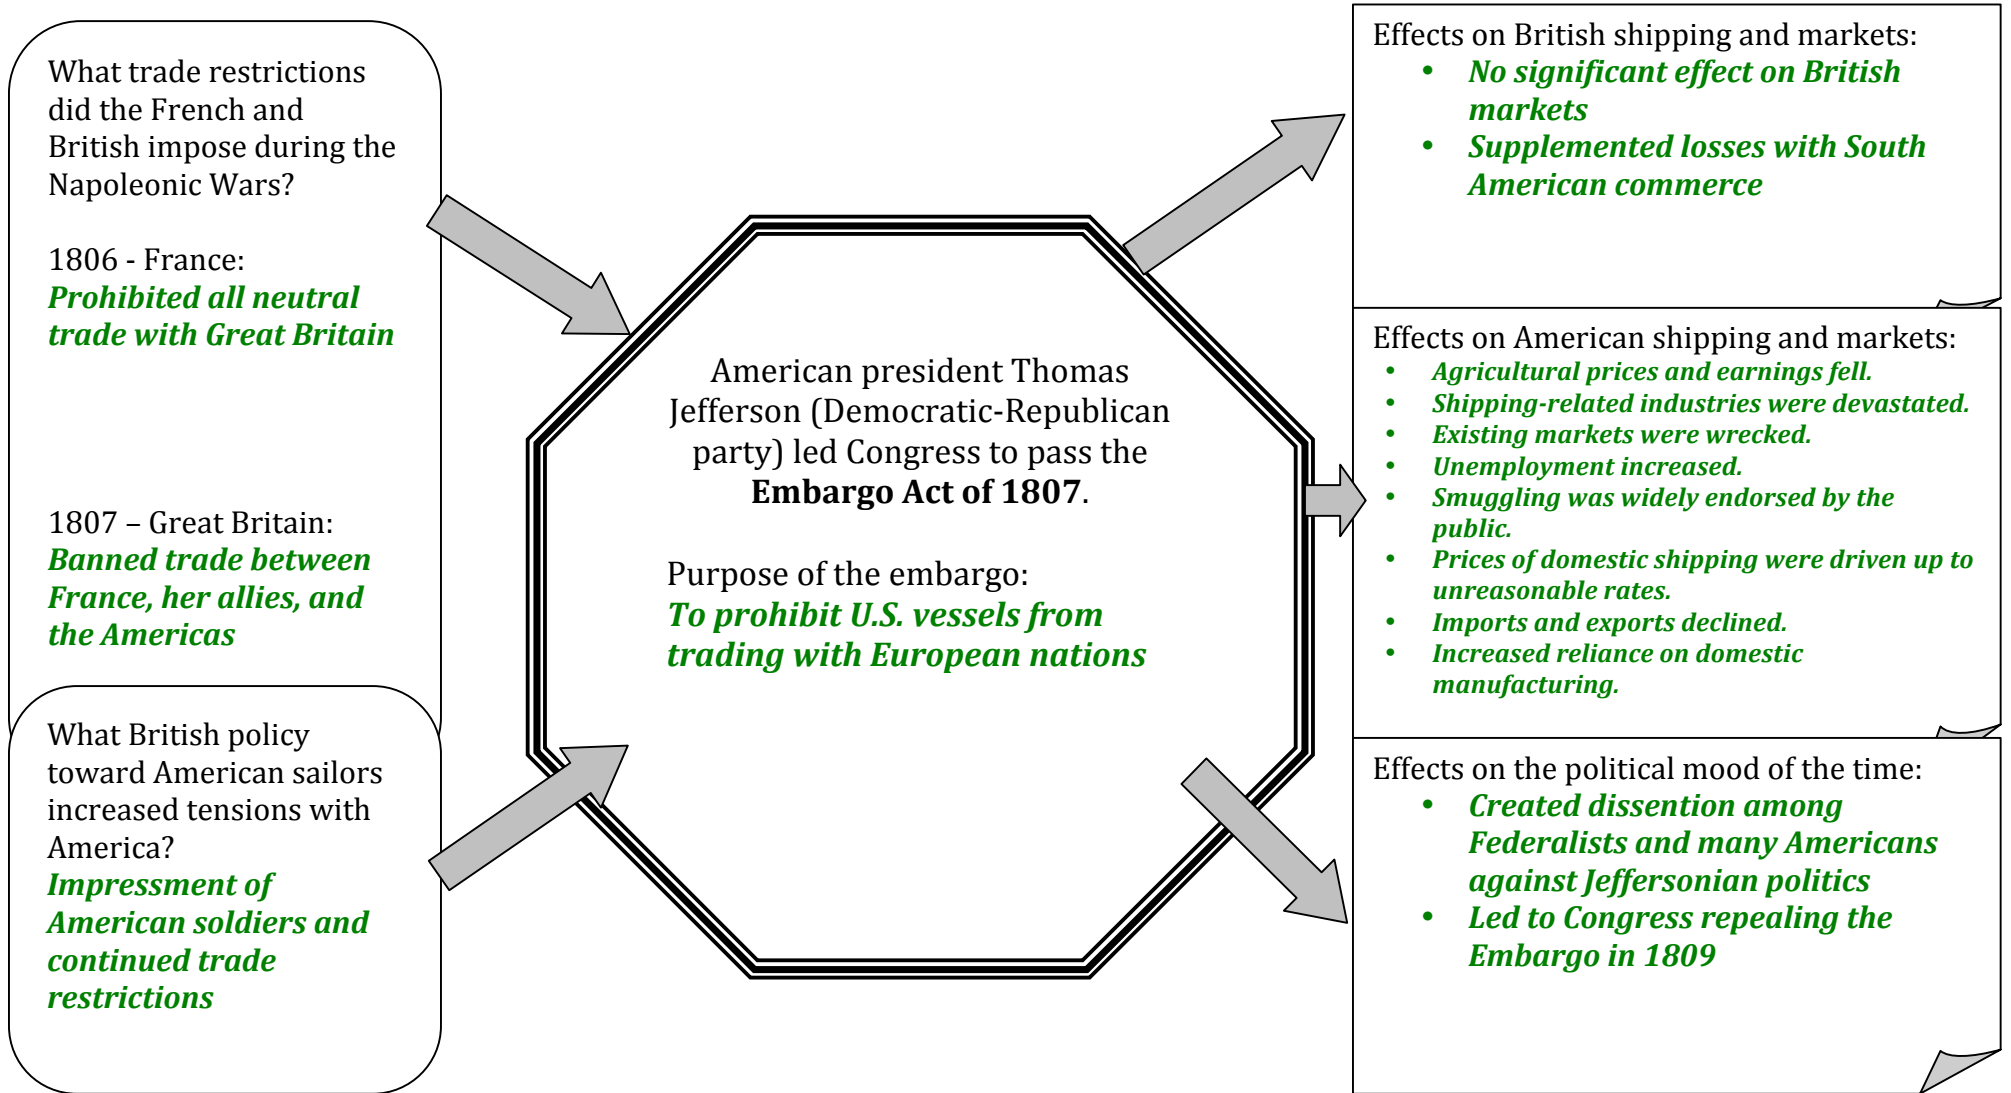 What trade restrictions
did the French and
British impose during the
Napoleonic Wars?
1806 - France:
Prohibited all neutral
trade with Great Britain
1807 – Great Britain:
Banned trade between
France, her allies, and
the Americas
What British policy
toward American sailors
increased tensions with
America?
Impressment of
American soldiers and
continued trade
restrictions
American president Thomas
Jefferson (Democratic-Republican
party) led Congress to pass the
Embargo Act of 1807.
Purpose of the embargo:
To prohibit U.S. vessels from
trading with European nations
Effects on British shipping and markets:
• No significant effect on British
markets
• Supplemented losses with South
American commerce
Effects on American shipping and markets:
• Agricultural prices and earnings fell.
• Shipping-related industries were devastated.
• Existing markets were wrecked.
• Unemployment increased.
• Smuggling was widely endorsed by the
public.
• Prices of domestic shipping were driven up to
unreasonable rates.
• Imports and exports declined.
• Increased reliance on domestic
manufacturing.
Effects on the political mood of the time:
• Created dissention among
Federalists and many Americans
against Jeffersonian politics
• Led to Congress repealing the
Embargo in 1809